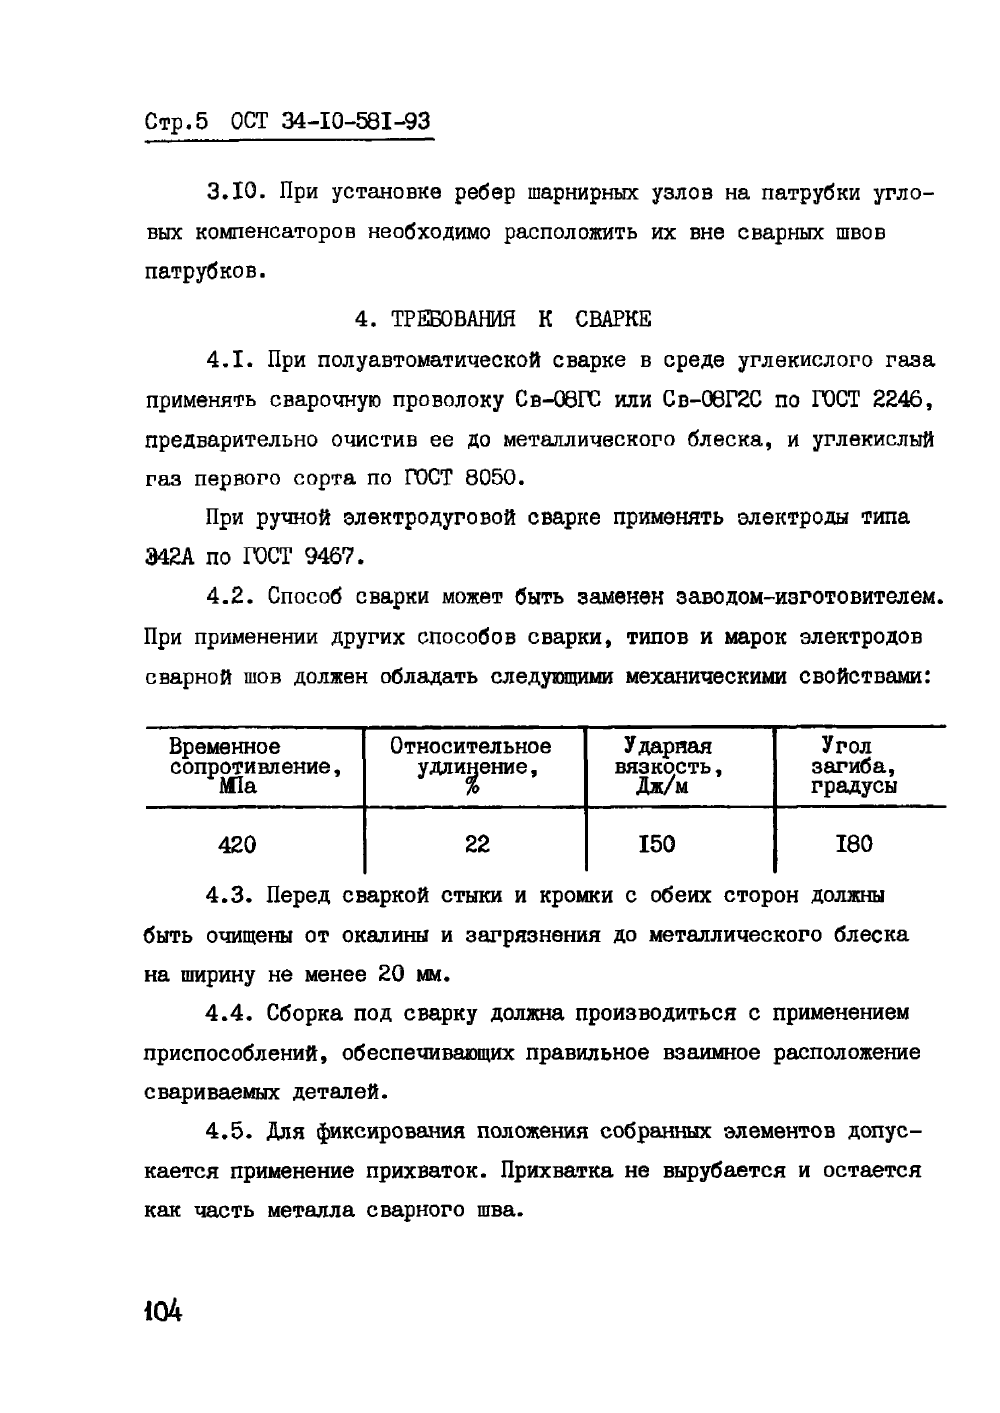 Стр.5 ОСТ 34-10-581-93
3.10. При установке ребер шарнирных узлов на патрубки угло-
вых компенсаторов необходимо расположить их вне сварных швов
патрубков.
4. ТРЕБОВАНИЯ К СВАРКЕ
4.1. При полуавтоматической сварке в среде углекислого газа
применять сварочную проволоку Св-08ГС или Св-08Г2С по ГОСТ 2246,
предварительно очистив ее до металлического блеска, и углекислый
газ первого сорта по ГОСТ 8050.
При ручной электродуговой сварке применять электроды типа
Э42А по ГОСТ 9467.
4.2. Способ сварки может быть заменен заводом-изготовителем.
При применении других способов сварки, типов и марок электродов
сварной шов должен обладать следующими механическими свойствами:
Временное Относительное Ударная Угол
сопротивление, удлинение, вязкость, загиба,
МПа % Дж/м градусы
420 22 150 180
4.3. Перед сваркой стыки и кромки с обеих сторон должны
быть очищены от окалины и загрязнения до металлического блеска
на ширину не менее 20 мм.
4.4. Сборка под сварку должна производиться с применением
приспособлений, обеспечивающих правильное взаимное расположение
свариваемых деталей.
4.5. Для фиксирования положения собранных элементов допус-
кается применение прихваток. Прихватка не вырубается и остается
как часть металла сварного шва.
104